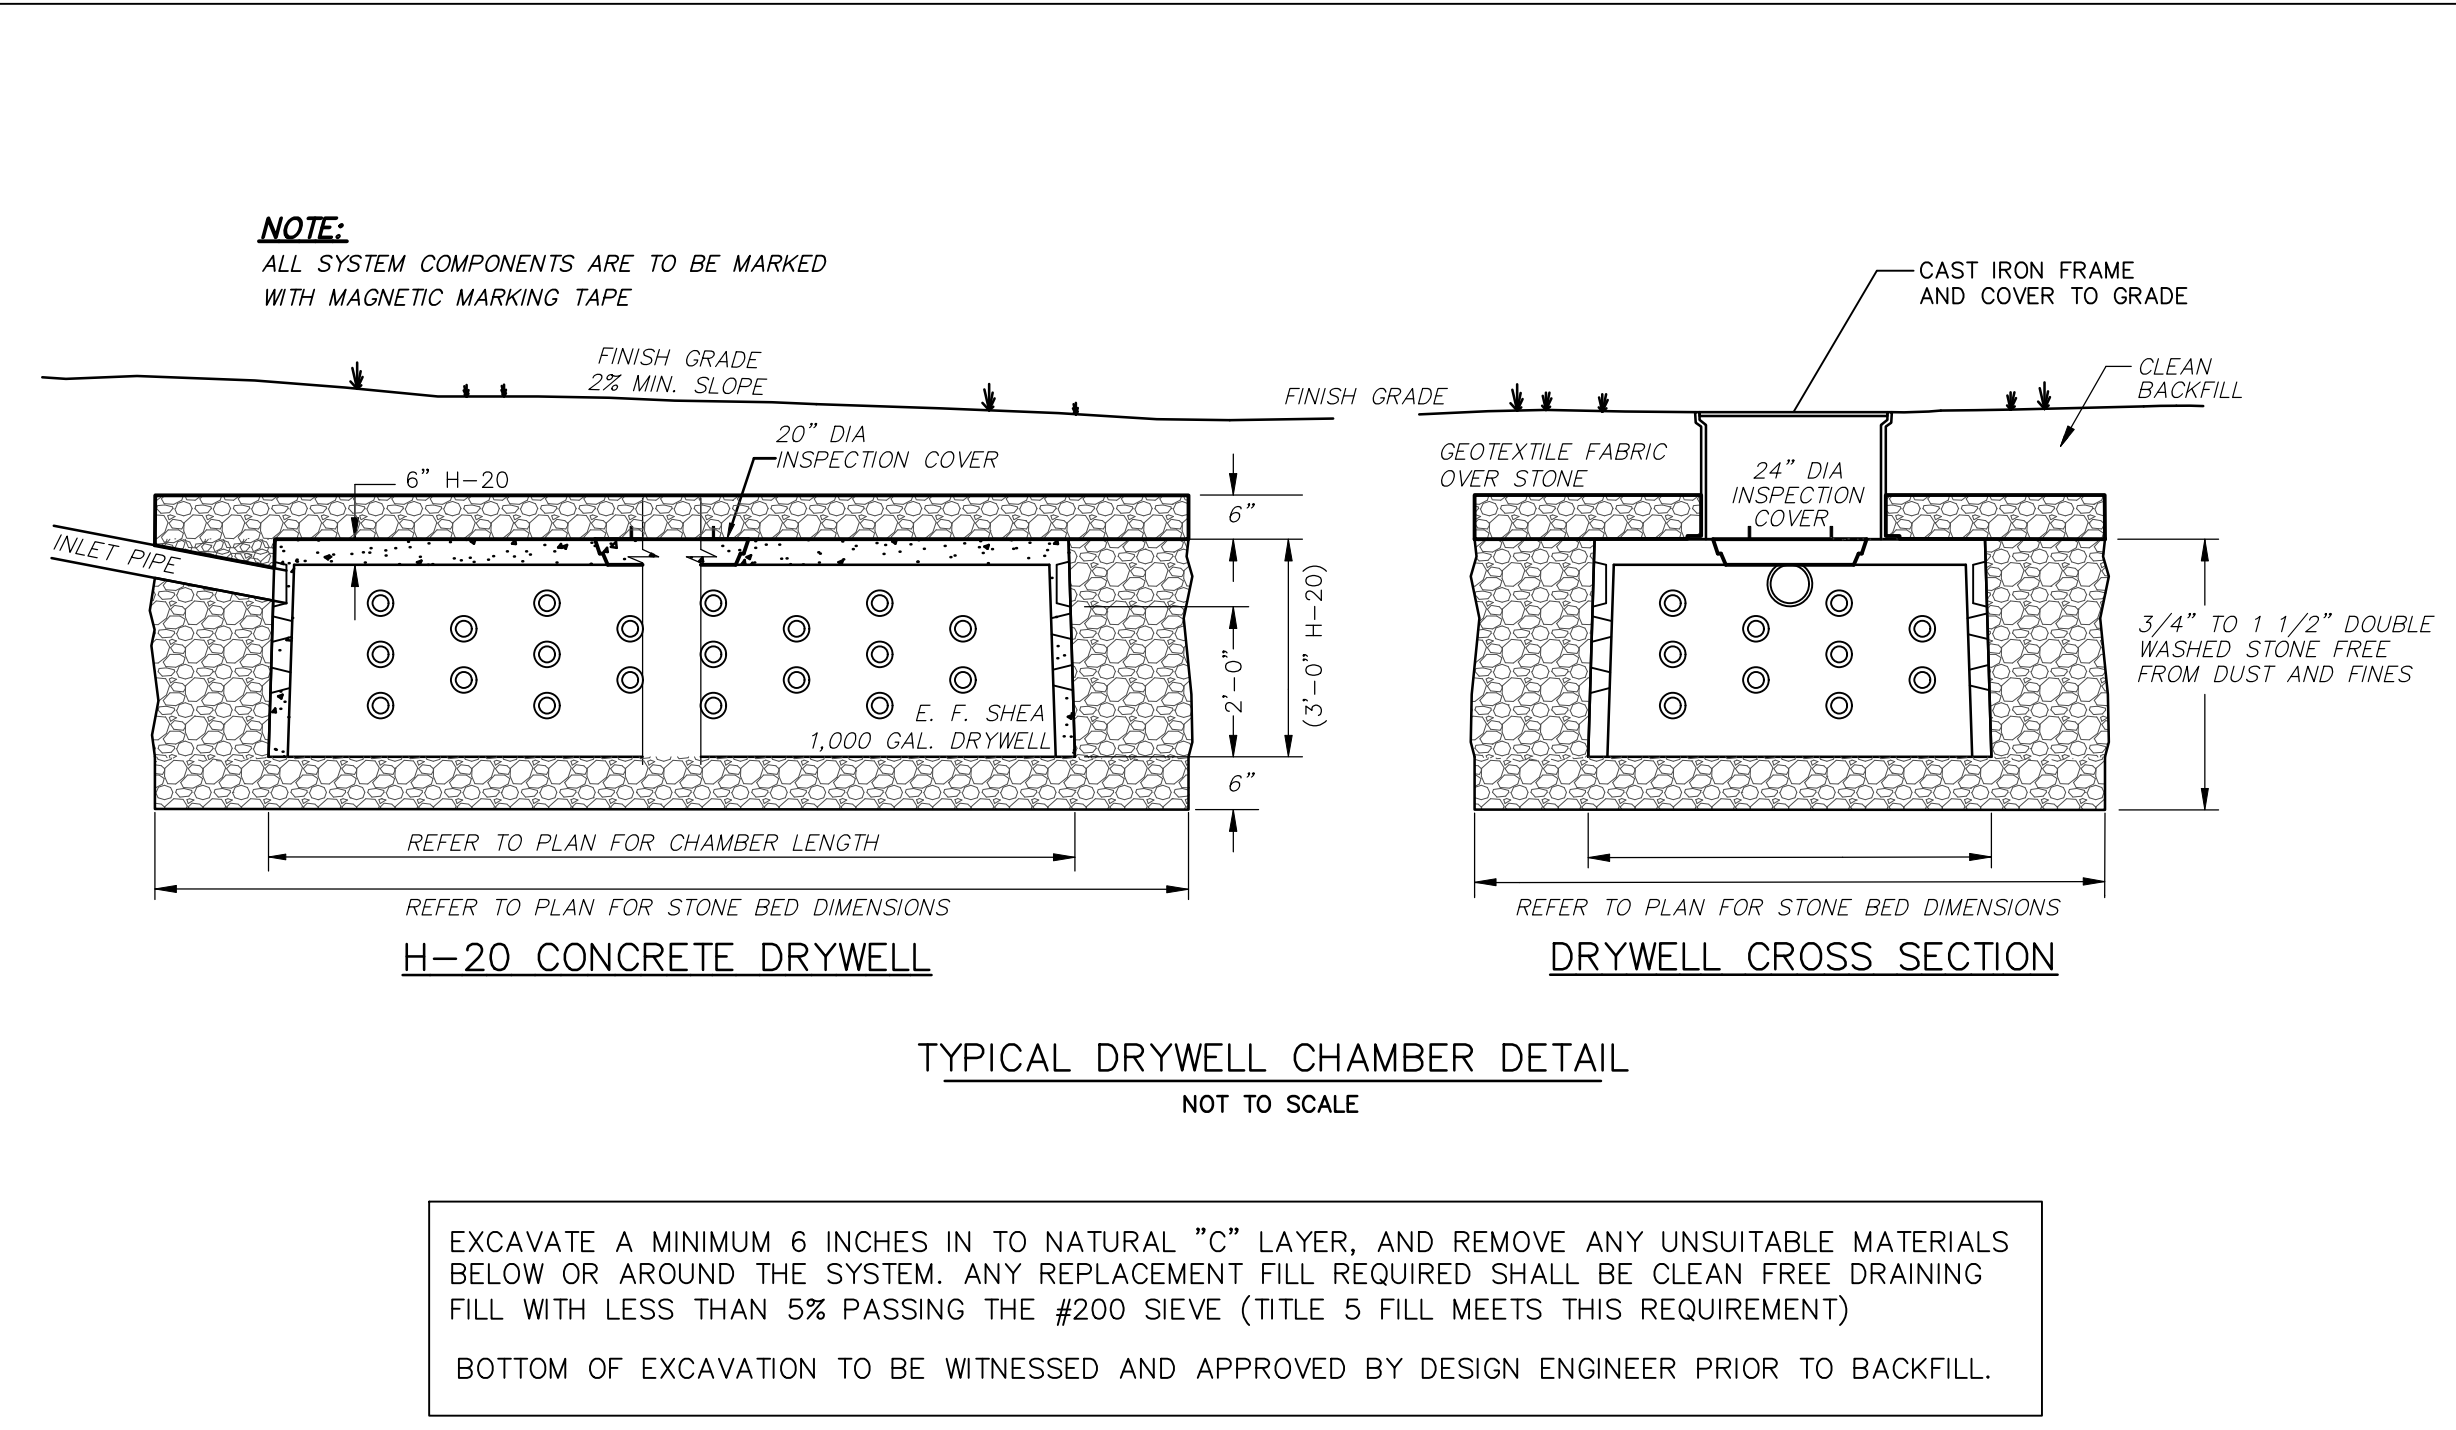 NOTE:
ALL SYSTEM COMPONENTS ARE TO BE MARKED
WITH MAGNETIC MARKING TAPE
FINISH GRADE
2% MIN. SLOPE
20" DIA
INSPECTION COVER
6" H-20
INLET PIPE
E. F. SHEA
1,000 GAL. DRYWELL
6"
2'-0"
(3'-0" H-20)
6"
REFER TO PLAN FOR CHAMBER LENGTH
REFER TO PLAN FOR STONE BED DIMENSIONS
H-20 CONCRETE DRYWELL
CAST IRON FRAME
AND COVER TO GRADE
CLEAN
BACKFILL
FINISH GRADE
GEOTEXTILE FABRIC
OVER STONE
24" DIA
INSPECTION
COVER
3/4" TO 1 1/2" DOUBLE
WASHED STONE FREE
FROM DUST AND FINES
REFER TO PLAN FOR STONE BED DIMENSIONS
DRYWELL CROSS SECTION
TYPICAL DRYWELL CHAMBER DETAIL
NOT TO SCALE
EXCAVATE A MINIMUM 6 INCHES IN TO NATURAL "C" LAYER, AND REMOVE ANY UNSUITABLE MATERIALS
BELOW OR AROUND THE SYSTEM. ANY REPLACEMENT FILL REQUIRED SHALL BE CLEAN FREE DRAINING
FILL WITH LESS THAN 5% PASSING THE #200 SIEVE (TITLE 5 FILL MEETS THIS REQUIREMENT)
BOTTOM OF EXCAVATION TO BE WITNESSED AND APPROVED BY DESIGN ENGINEER PRIOR TO BACKFILL.